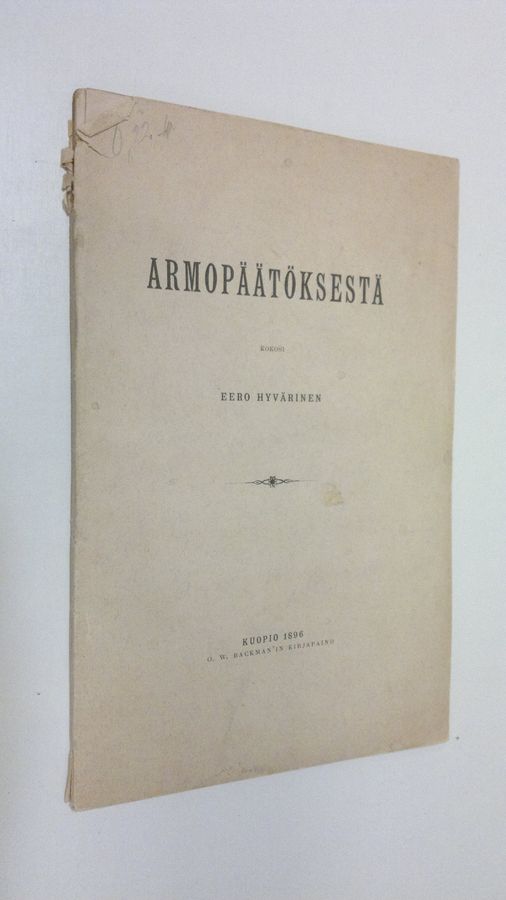 ARMOPÄÄTÖKSESTÄ
KOKOSI
EERO HYVÄRINEN
KUOPIO 1896
O. W. BACKMAN'IN KIRJAPAINO